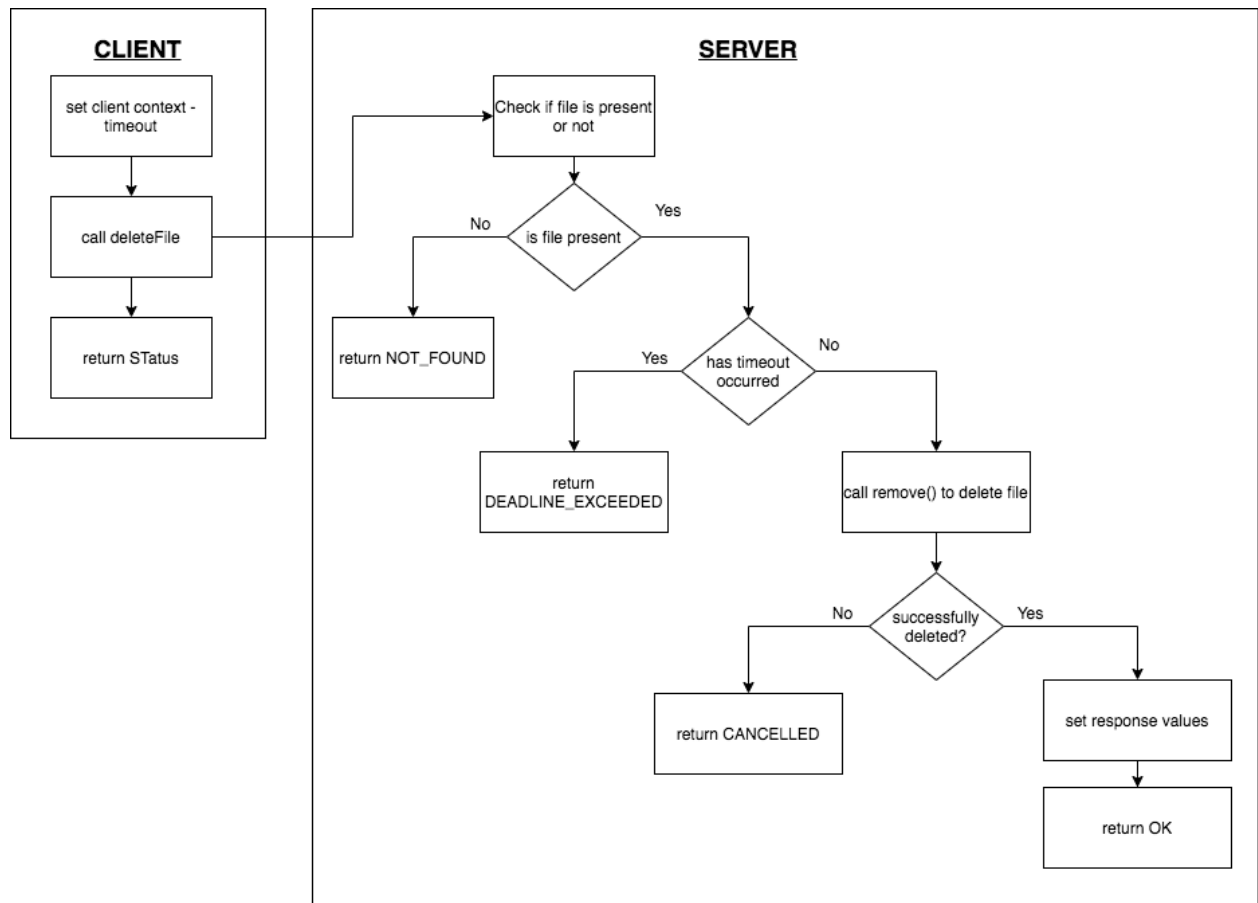 CLIENT
set client context -
timeout
call deleteFile
return STatus
SERVER
Check if file is present
or not
is file present
No
Yes
return NOT_FOUND
has timeout
occurred
Yes
No
return
DEADLINE_EXCEEDED
call remove() to delete file
successfully
deleted?
No
Yes
return CANCELLED
set response values
return OK